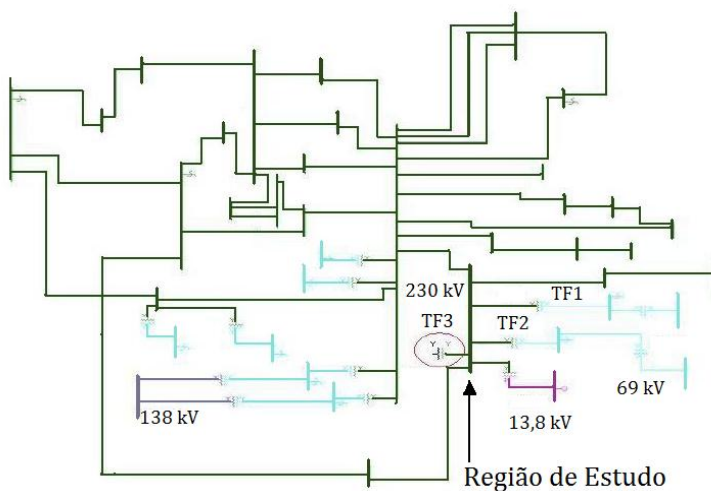 230 kV
TF1
TF3
TF2
Y Y
138 kV
13,8 kV
69 kV
Região de Estudo